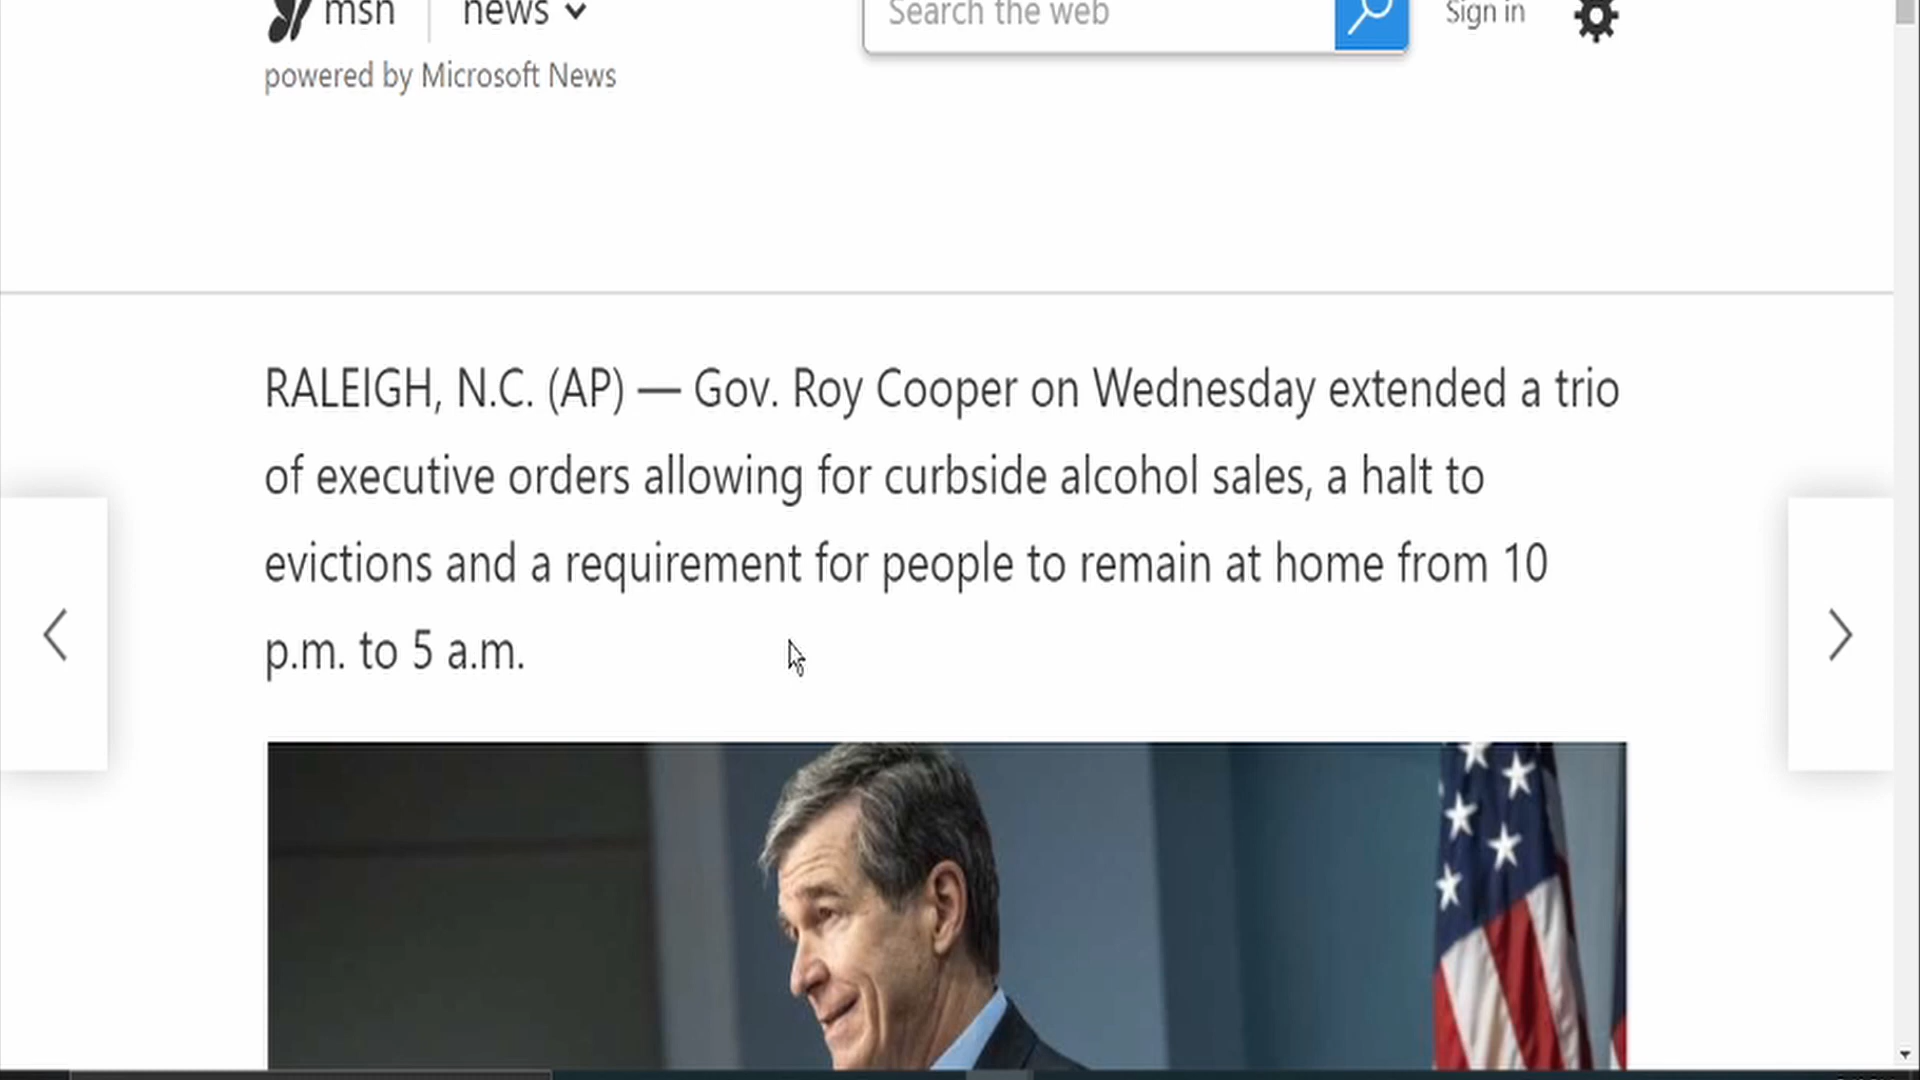 msn news
Search the web
Sign in
powered by Microsoft News
RALEIGH, N.C. (AP) — Gov. Roy Cooper on Wednesday extended a trio
of executive orders allowing for curbside alcohol sales, a halt to
evictions and a requirement for people to remain at home from 10
p.m. to 5 a.m.